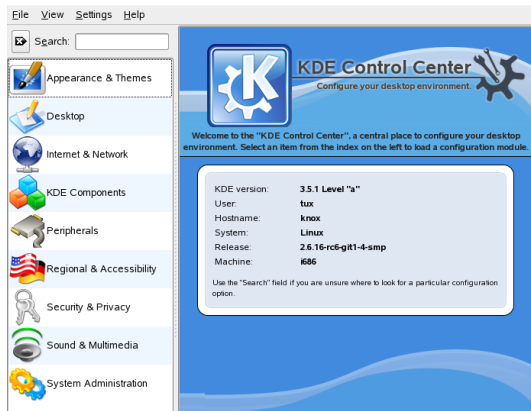 File View Settings Help
Search:
Appearance & Themes
Desktop
Internet & Network
KDE Components
Peripherals
Regional & Accessibility
Security & Privacy
Sound & Multimedia
System Administration
KDE Control Center
Configure your desktop environment.
Welcome to the "KDE Control Center", a central place to configure your desktop
environment. Select an item from the index on the left to load a configuration module.
KDE version: 3.5.1 Level "a"
User: tux
Hostname: knox
System: Linux
Release: 2.6.16-rc6-git1-4-smp
Machine: i686
Use the "Search" field if you are unsure where to look for a particular configuration
option.